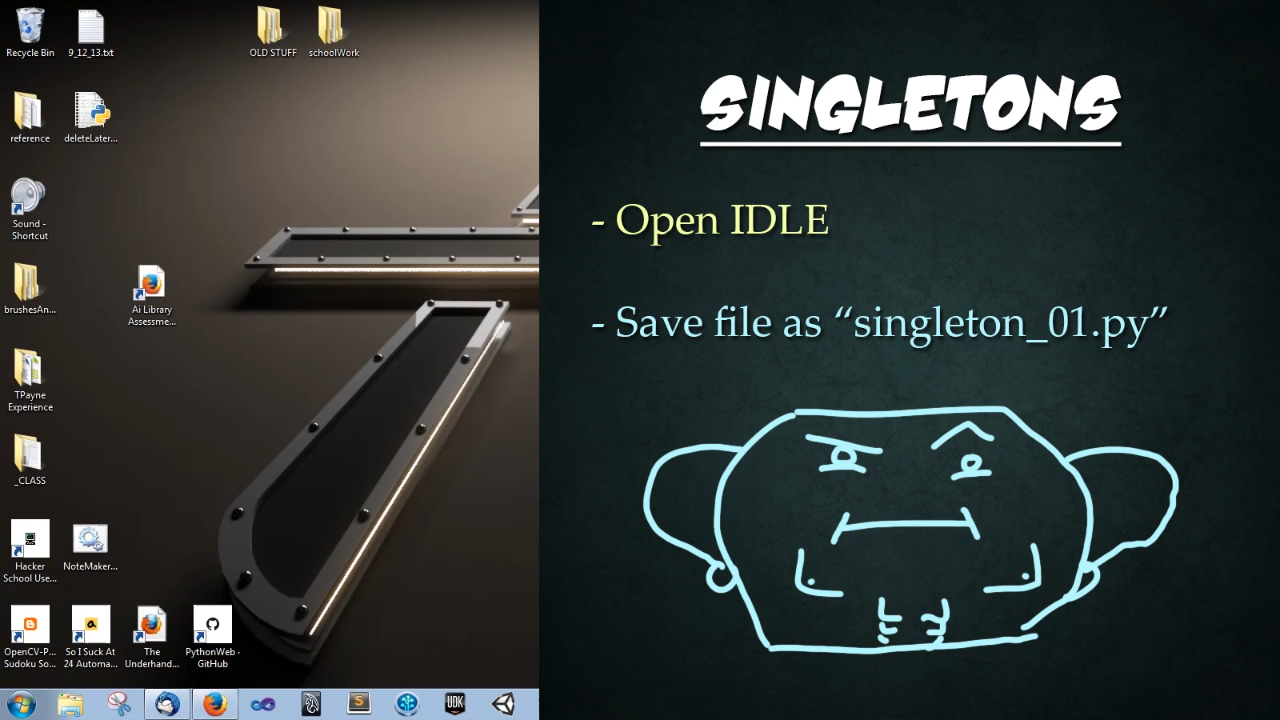 Recycle Bin
9_12_13.txt
OLD STUFF
schoolWork
reference
deleteLater...
Sound -
Shortcut
brushesAn...
Ai Library
Assessme...
TPayne
Experience
_CLASS
Hacker
School Use...
NoteMaker...
OpenCV-P...
Sudoku So...
So I Suck At
24 Automa...
The
Underhand...
PythonWeb ·
GitHub
UDK
SINGLETONS
- Open IDLE
- Save file as “singleton_01.py”